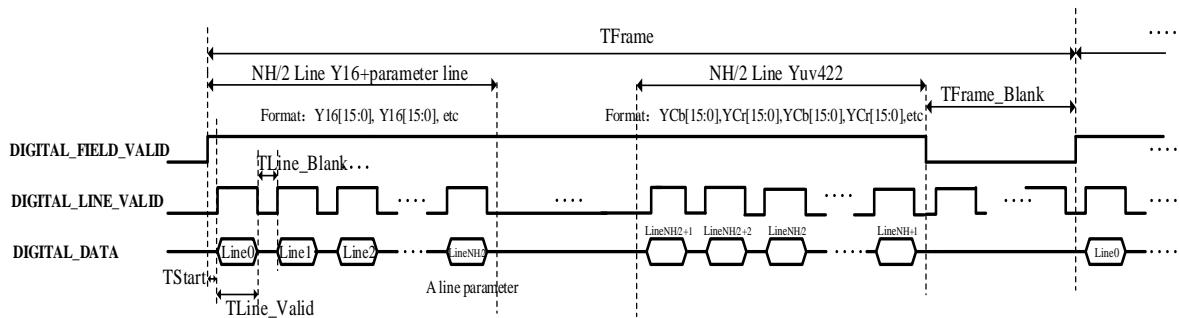 TFrame
....
NH/2 Line Y16+parameter line
NH/2 Line Yuv422
TFrame_Blank
Format： Y16[15:0], Y16[15:0], etc
Format： YCb[15:0],YCr[15:0],YCb[15:0],YCr[15:0],etc
DIGITAL_FIELD_VALID
TLine_Blank...
....
DIGITAL_LINE_VALID
.... .... .... .... ....
DIGITAL_DATA
Line0 Line1 Line2 .... LineNH/2 .... LineNH/2+1 LineNH/2+2 LineNH/2 .... LineNH+1 Line0 ....
TStart
A line parameter
TLine_Valid